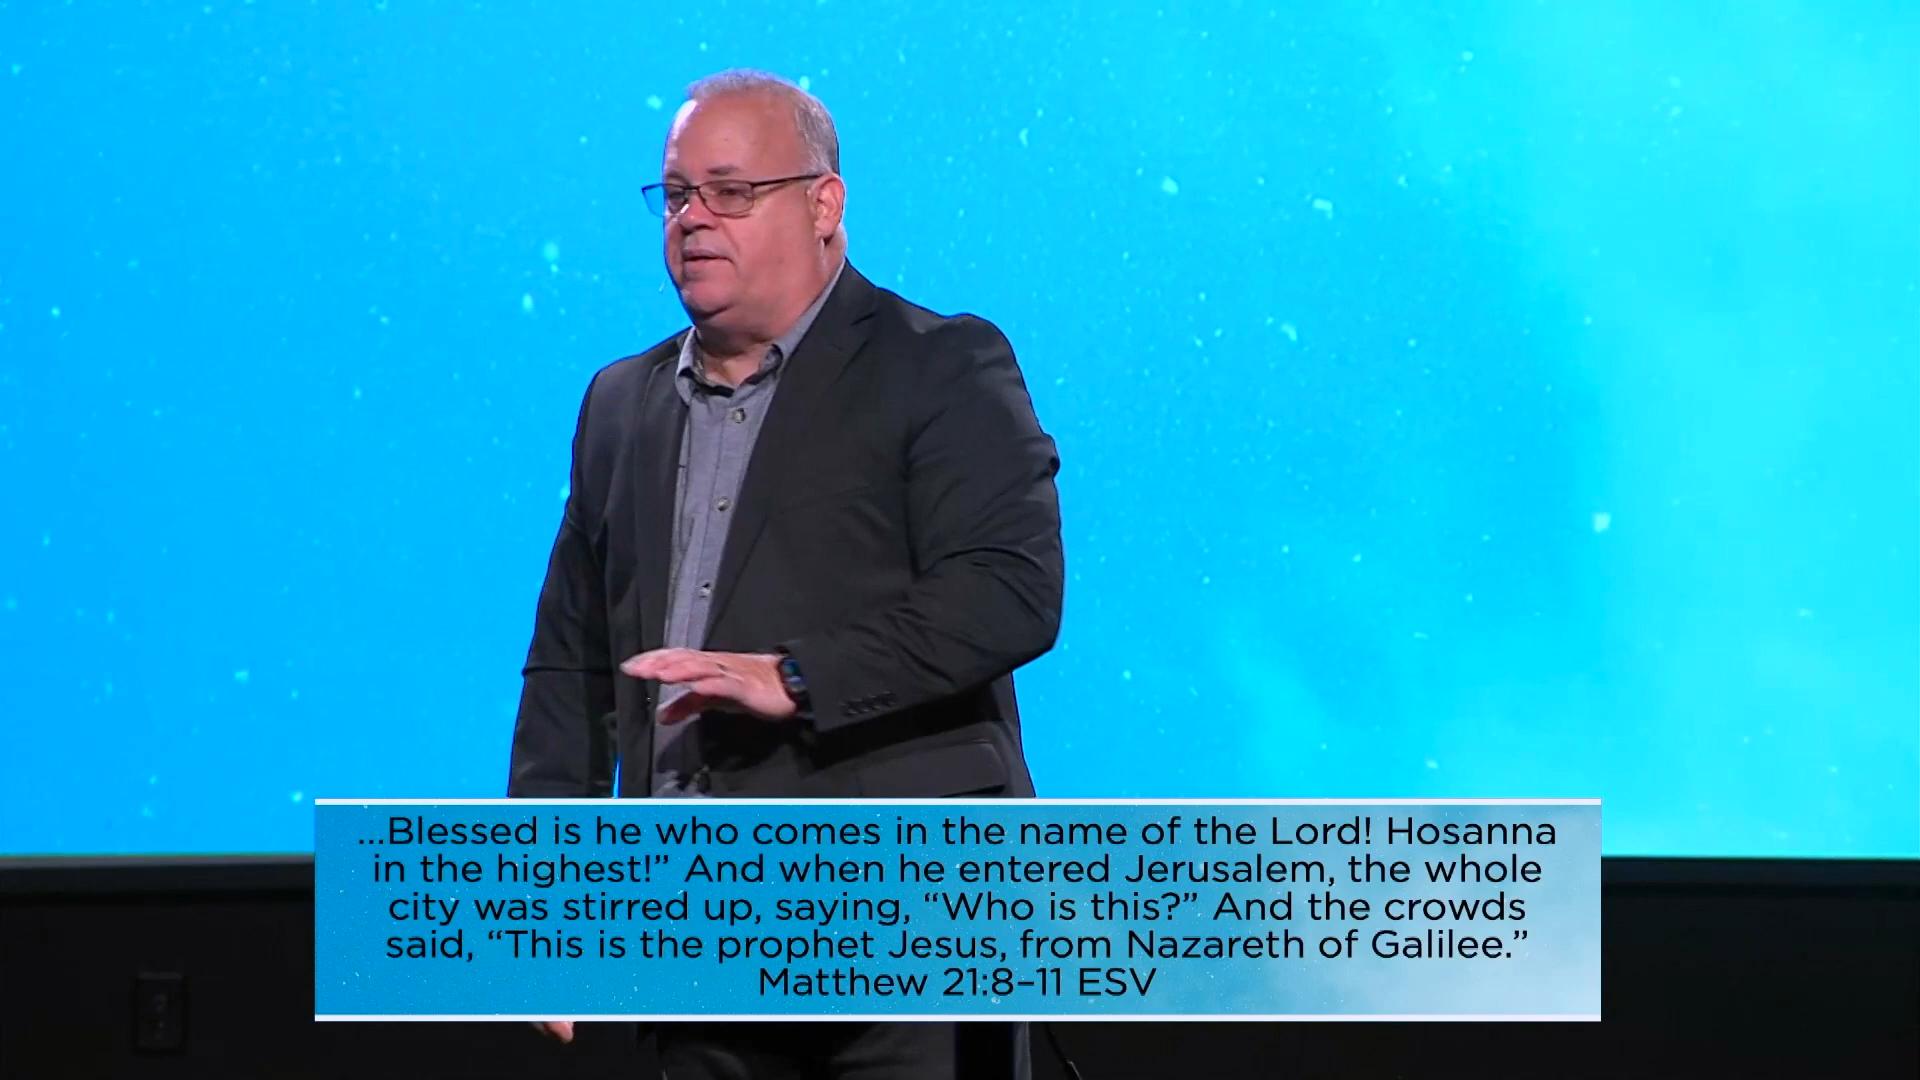 ...Blessed is he who comes in the name of the Lord! Hosanna
in the highest!” And when he entered Jerusalem, the whole
city was stirred up, saying, “Who is this?” And the crowds
said, “This is the prophet Jesus, from Nazareth of Galilee.”
Matthew 21:8–11 ESV